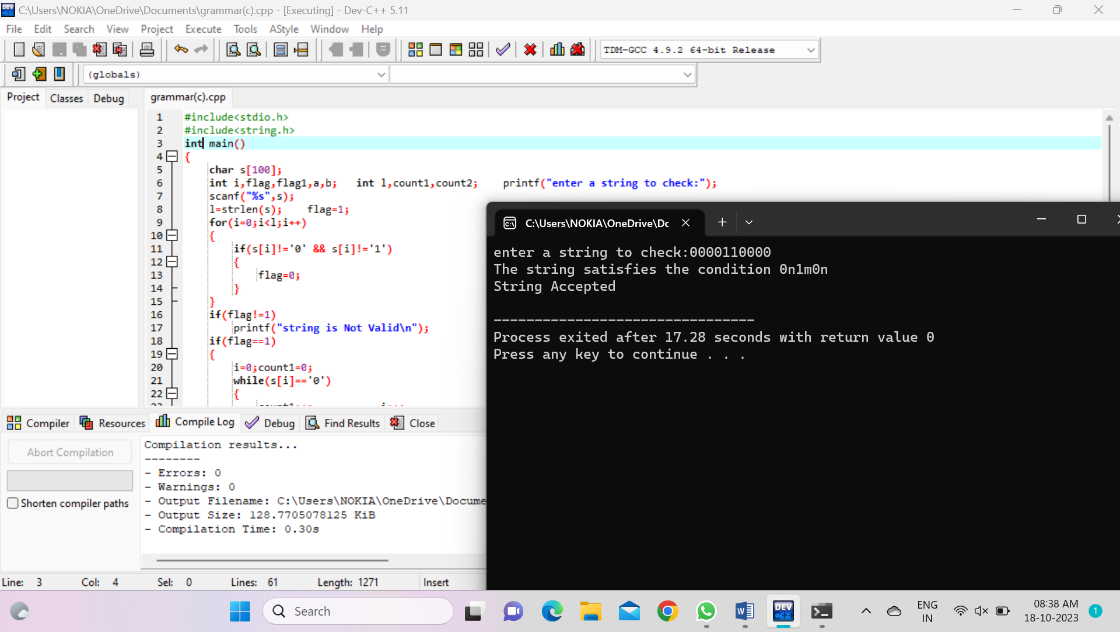 C:\Users\NOKIA\OneDrive\Documents\grammar(c).cpp - [Executing] - Dev-C++ 5.11
File Edit Search View Project Execute Tools AStyle Window Help
TDM-GCC 4.9.2 64-bit Release
(globals)
Project Classes Debug
grammar(c).cpp
1 #include<stdio.h>
2 #include<string.h>
3 int main()
4 {
5 char s[100];
6 int i,flag,flag1,a,b; int l,count1,count2; printf("enter a string to check:");
7 scanf("%s",s);
8 l=strlen(s); flag=1;
9 for(i=0;i<l;i++)
10 {
11 if(s[i]!='0' && s[i]!='1')
12 {
13 flag=0;
14 }
15 }
16 if(flag!=1)
17 printf("string is Not Valid\n");
18 if(flag==1)
19 {
20 i=0;count1=0;
21 while(s[i]=='0')
22 {
C:\Users\NOKIA\OneDrive\Dc
enter a string to check:0000110000
The string satisfies the condition 0n1m0n
String Accepted
--------------------------------
Process exited after 17.28 seconds with return value 0
Press any key to continue . . .
Compiler Resources Compile Log Debug Find Results Close
Abort Compilation
Shorten compiler paths
Compilation results...
--------
- Errors: 0
- Warnings: 0
- Output Filename: C:\Users\NOKIA\OneDrive\Docume
- Output Size: 128.7705078125 KiB
- Compilation Time: 0.30s
Line: 3 Col: 4 Sel: 0 Lines: 61 Length: 1271 Insert
Search
DEV
ENG
IN
08:38 AM
18-10-2023
1